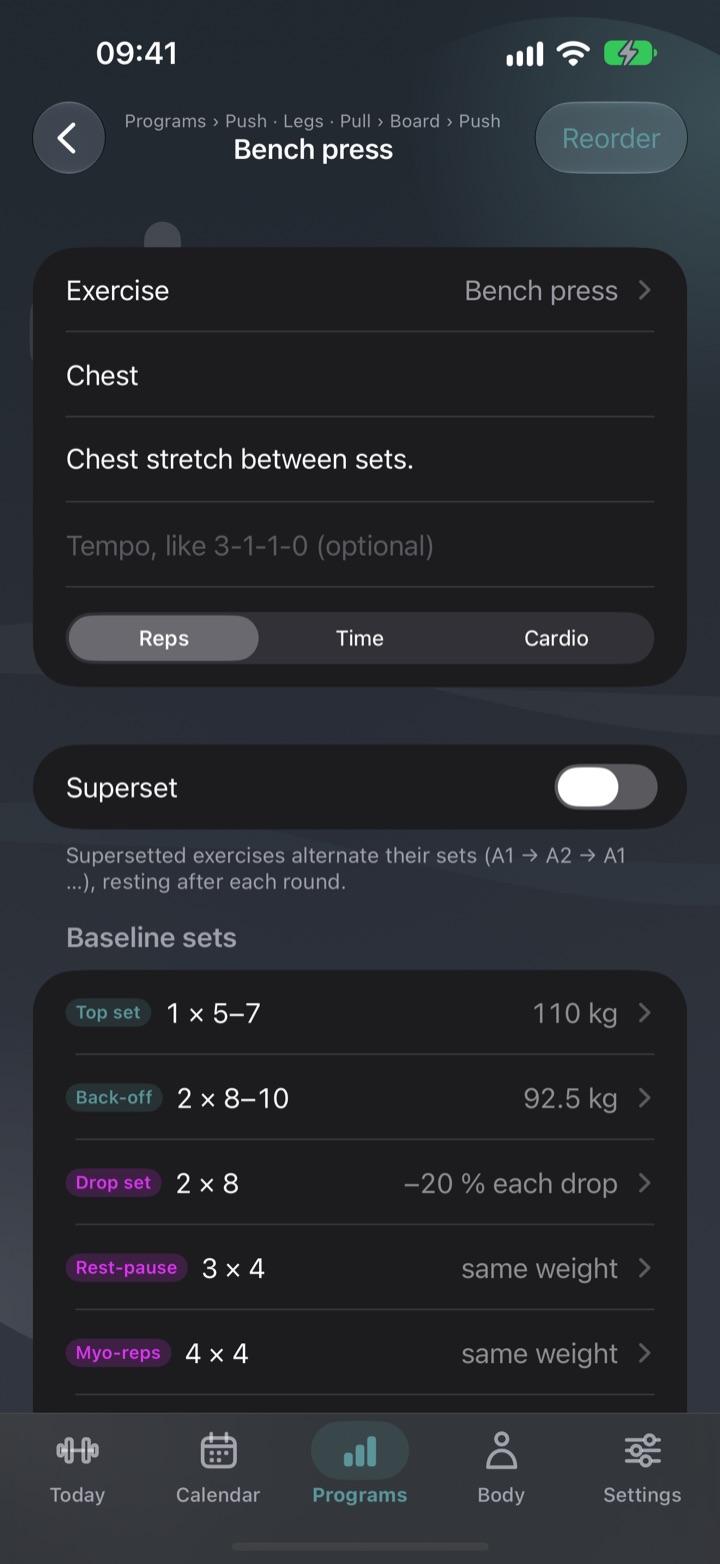 09:41
Programs › Push · Legs · Pull › Board › Push
Bench press
Reorder
Exercise
Bench press
Chest
Chest stretch between sets.
Tempo, like 3-1-1-0 (optional)
Reps
Time
Cardio
Superset
Supersetted exercises alternate their sets (A1 → A2 → A1
...), resting after each round.
Baseline sets
Top set 1 × 5–7 110 kg
Back-off 2 × 8–10 92.5 kg
Drop set 2 × 8 −20 % each drop
Rest-pause 3 × 4 same weight
Myo-reps 4 × 4 same weight
Today
Calendar
Programs
Body
Settings